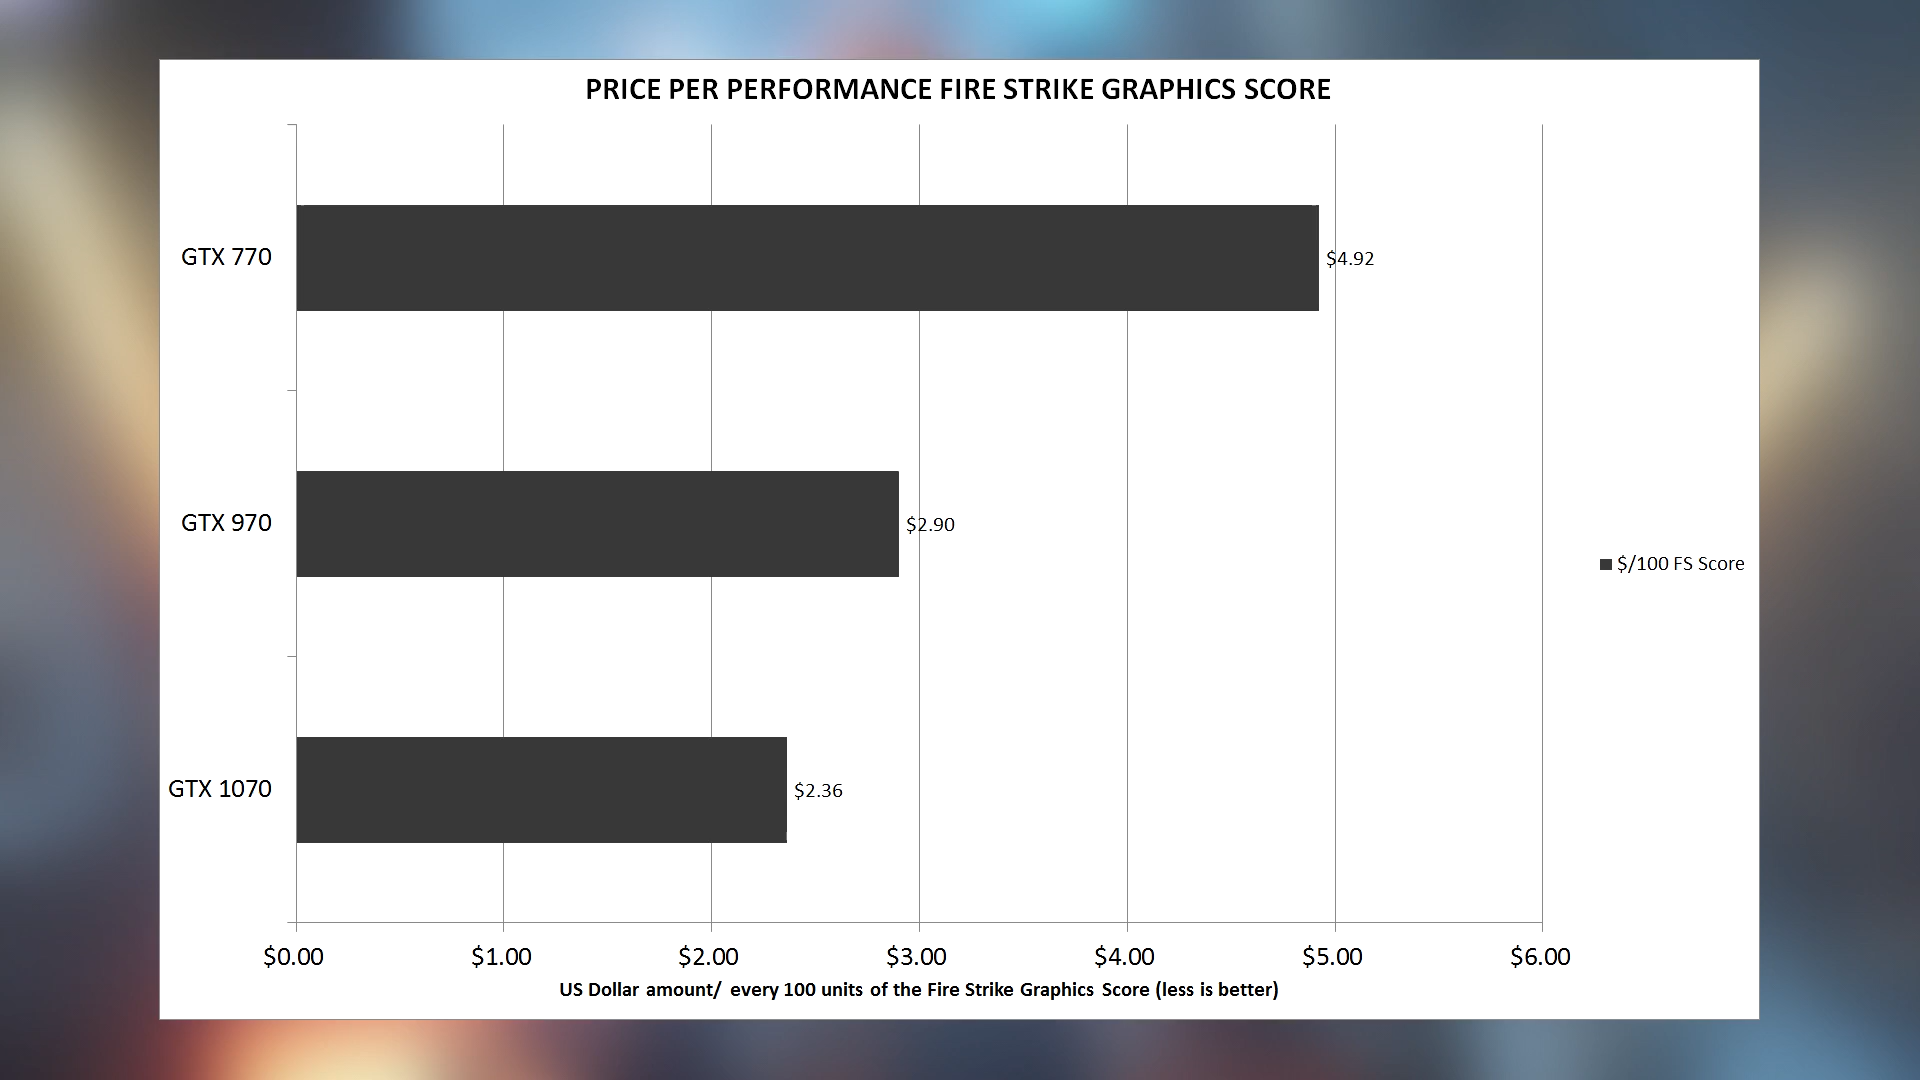 PRICE PER PERFORMANCE FIRE STRIKE GRAPHICS SCORE
GTX 770
$4.92
GTX 970
$2.90
$/100 FS Score
GTX 1070
$2.36
$0.00 $1.00 $2.00 $3.00 $4.00 $5.00 $6.00
US Dollar amount/ every 100 units of the Fire Strike Graphics Score (less is better)